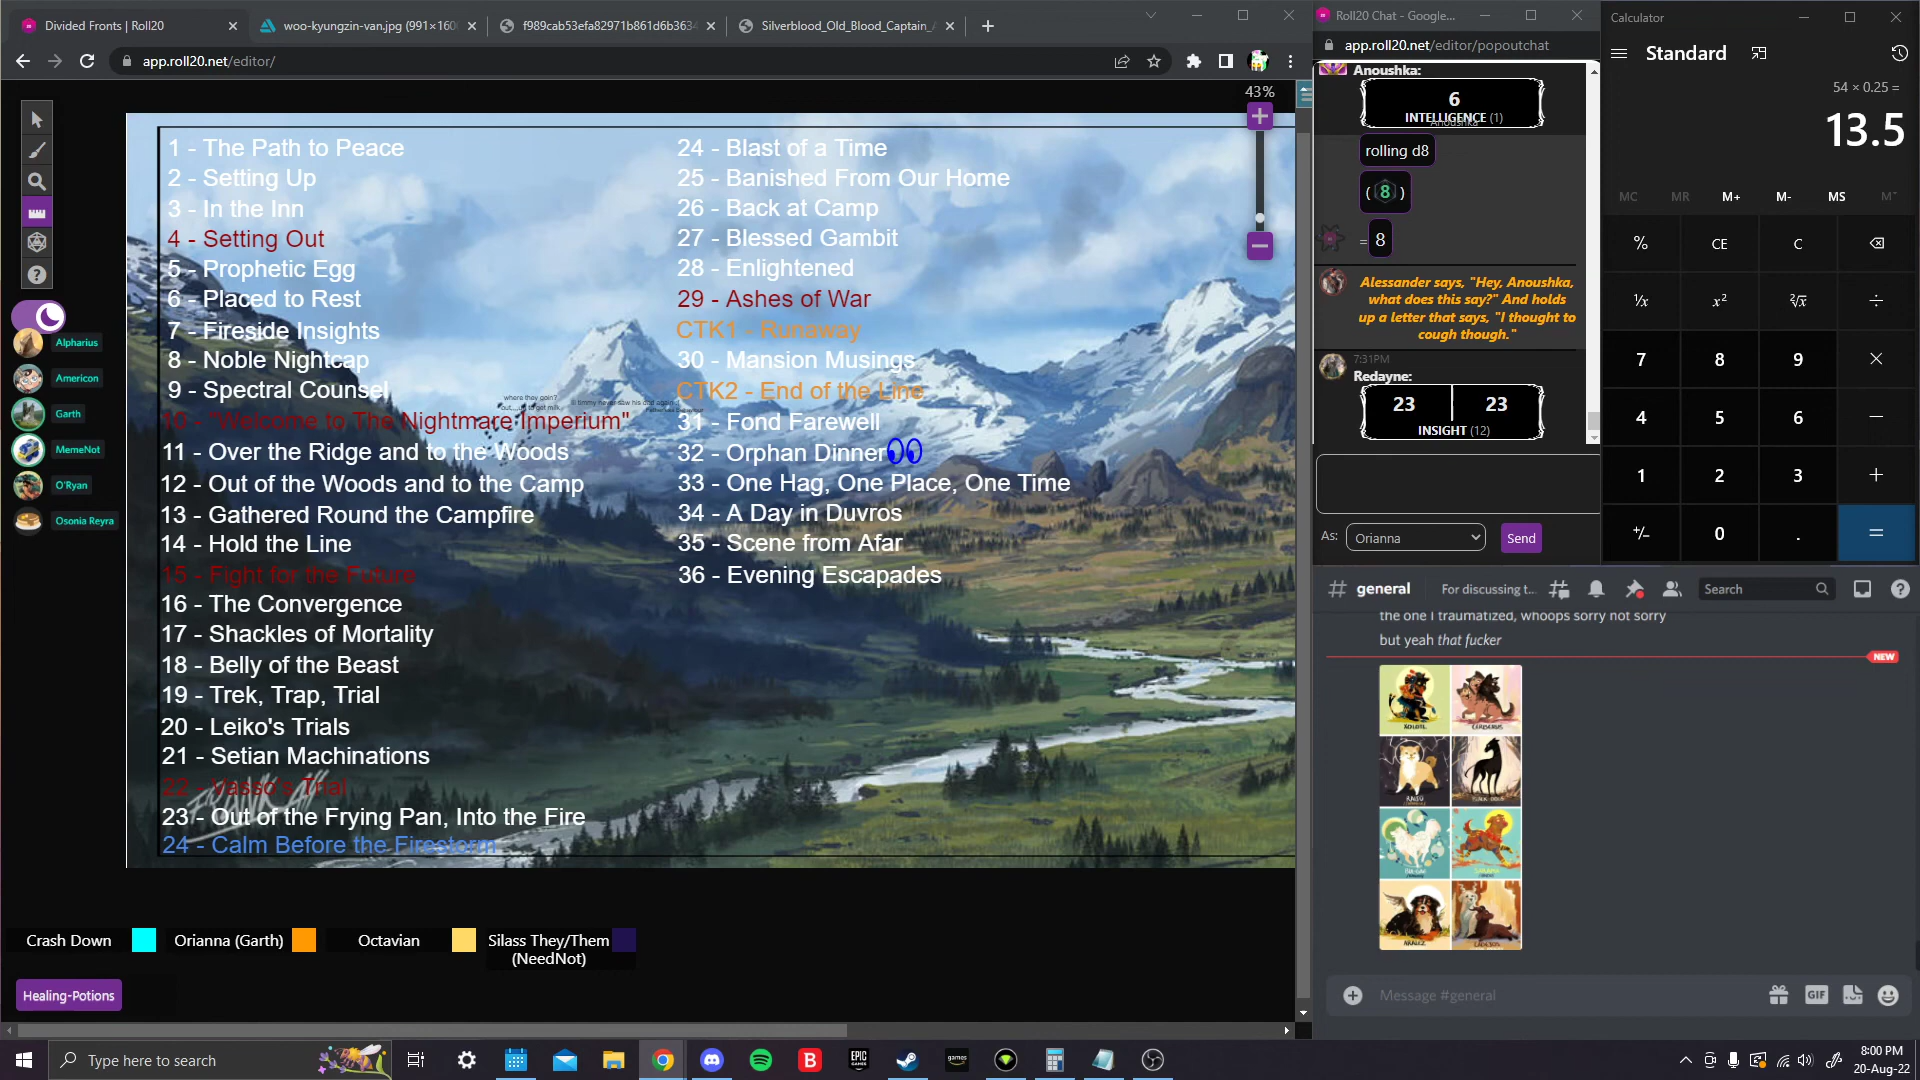 Divided Fronts | Roll20
woo-kyungzin-van.jpg (991×160
f989cab53efa82971b861d6b3634
Silverblood_Old_Blood_Captain_
app.roll20.net/editor/
43%
1 - The Path to Peace
2 - Setting Up
3 - In the Inn
4 - Setting Out
5 - Prophetic Egg
6 - Placed to Rest
7 - Fireside Insights
8 - Noble Nightcap
9 - Spectral Counsel
where they goin?
10 - "Welcome to The Nightmare Imperium"
11 - Over the Ridge and to the Woods
12 - Out of the Woods and to the Camp
13 - Gathered Round the Campfire
14 - Hold the Line
15 - Fight for the Future
16 - The Convergence
17 - Shackles of Mortality
18 - Belly of the Beast
19 - Trek, Trap, Trial
20 - Leiko's Trials
21 - Setian Machinations
22 - Vasso's Trial
23 - Out of the Frying Pan, Into the Fire
24 - Calm Before the Firestorm
24 - Blast of a Time
25 - Banished From Our Home
26 - Back at Camp
27 - Blessed Gambit
28 - Enlightened
29 - Ashes of War
CTK1 - Runaway
30 - Mansion Musings
CTK2 - End of the Line
31 - Fond Farewell
32 - Orphan Dinner
33 - One Hag, One Place, One Time
34 - A Day in Duvros
35 - Scene from Afar
36 - Evening Escapades
Alpharius
Americon
Garth
MemeNot
O'Ryan
Osonia Reyra
Crash Down
Orianna (Garth)
Octavian
Silass They/Them
(NeedNot)
Healing-Potions
Roll20 Chat - Google...
app.roll20.net/editor/popoutchat
Anoushka:
6
INTELLIGENCE (1)
Anoushka
rolling d8
(8)
=8
Alessander says, "Hey, Anoushka,
what does this say?" And holds
up a letter that says, "I thought to
cough though."
7:31PM
Redayne:
23 23
INSIGHT (12)
As:
Orianna
Send
Calculator
Standard
54 × 0.25 =
13.5
MC MR M+ M- MS M˅
% CE C
¹/x x² ²√x ÷
7 8 9 ×
4 5 6 −
1 2 3 +
+/- 0 . =
# general
For discussing t...
Search
the one I traumatized, whoops sorry not sorry
but yeah that fucker
NEW
XOLOTL
CERBERUS
BLACK DOG
ARALEZ
Message #general
GIF
Type here to search
EPIC
GAMES
games
8:00 PM
20-Aug-22